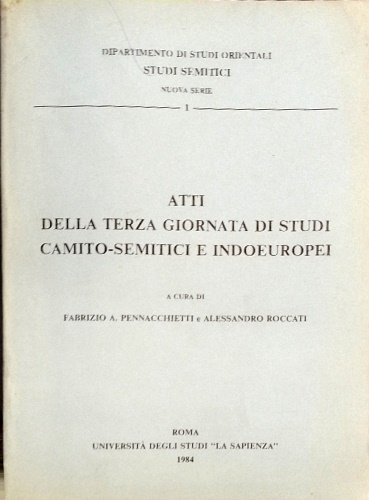 DIPARTIMENTO DI STUDI ORIENTALI
STUDI SEMITICI
NUOVA SERIE
1
ATTI
DELLA TERZA GIORNATA DI STUDI
CAMITO-SEMITICI E INDOEUROPEI
A CURA DI
FABRIZIO A. PENNACCHIETTI e ALESSANDRO ROCCATI
ROMA
UNIVERSITÀ DEGLI STUDI "LA SAPIENZA"
1984